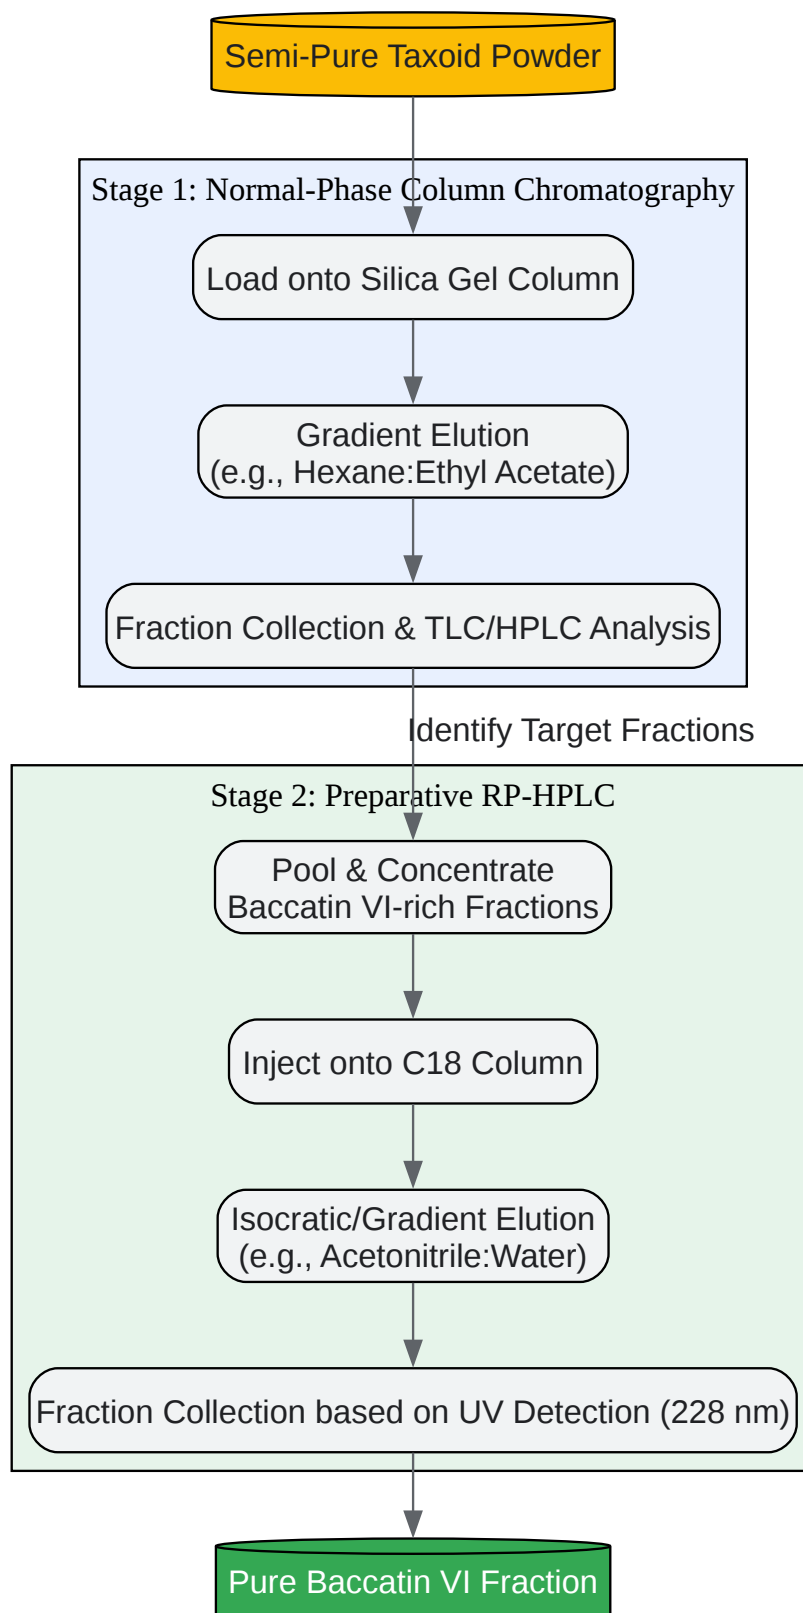 Semi-Pure Taxoid Powder
Stage 1: Normal-Phase Column Chromatography
Load onto Silica Gel Column
Gradient Elution
(e.g., Hexane:Ethyl Acetate)
Fraction Collection & TLC/HPLC Analysis
Identify Target Fractions
Stage 2: Preparative RP-HPLC
Pool & Concentrate
Baccatin VI-rich Fractions
Inject onto C18 Column
Isocratic/Gradient Elution
(e.g., Acetonitrile:Water)
Fraction Collection based on UV Detection (228 nm)
Pure Baccatin VI Fraction